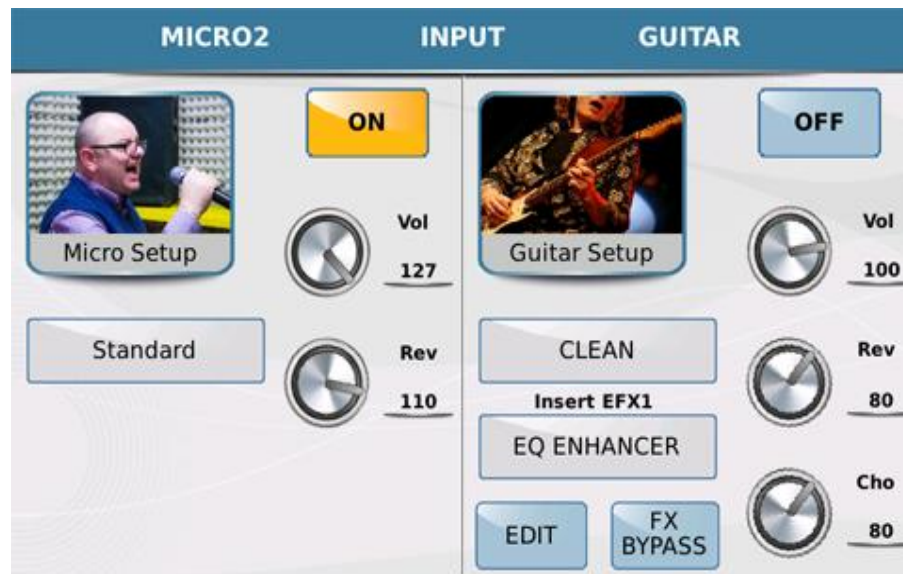 MICRO2 INPUT GUITAR
ON
OFF
Micro Setup
Vol
127
Guitar Setup
Vol
100
Standard
Rev
110
CLEAN
Rev
80
Insert EFX1
EQ ENHANCER
EDIT
FX
BYPASS
Cho
80